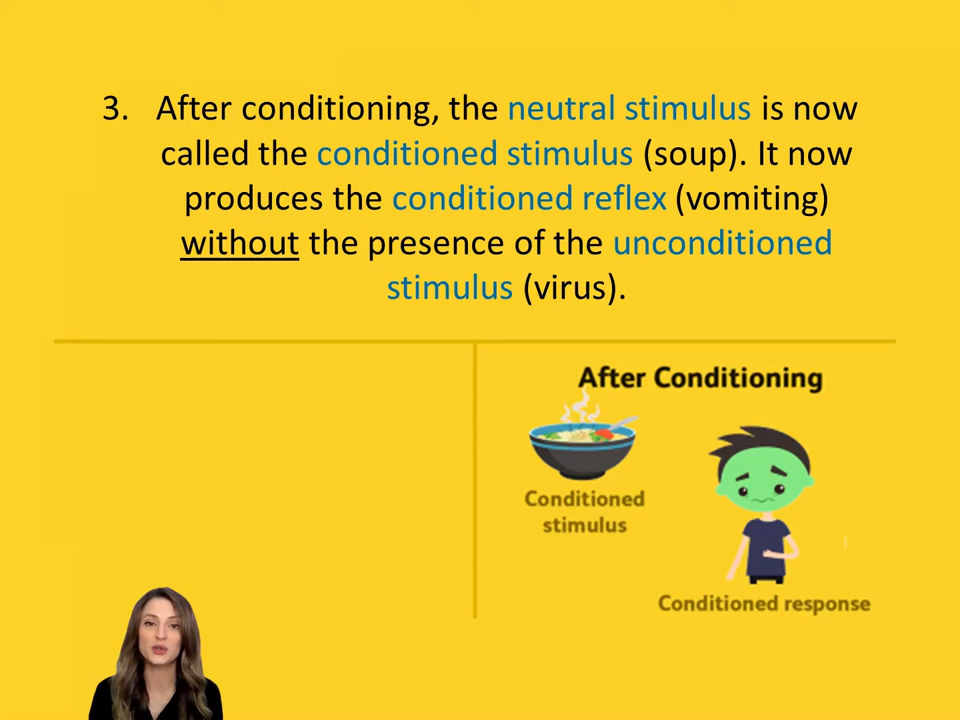 3. After conditioning, the neutral stimulus is now
called the conditioned stimulus (soup). It now
produces the conditioned reflex (vomiting)
without the presence of the unconditioned
stimulus (virus).
After Conditioning
Conditioned
stimulus
Conditioned response